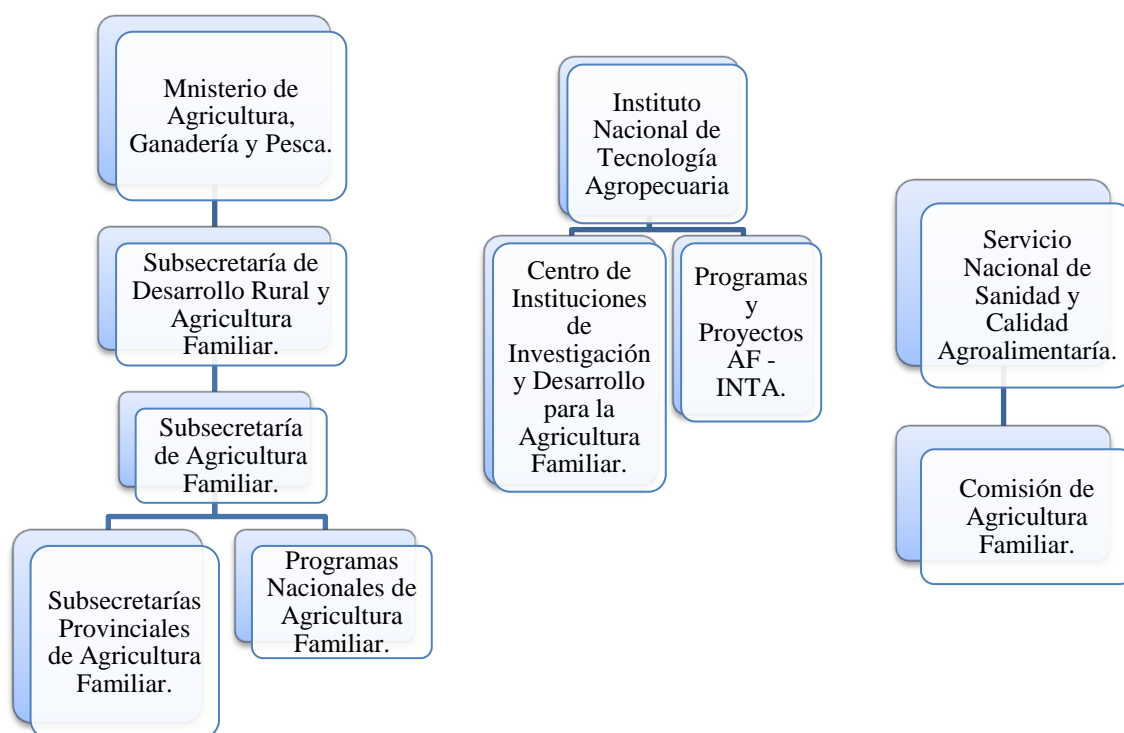 Mnisterio de
Agricultura,
Ganadería y Pesca.
Subsecretaría de
Desarrollo Rural y
Agricultura
Familiar.
Subsecretaría
de Agricultura
Familiar.
Subsecretarías
Provinciales
de Agricultura
Familiar.
Programas
Nacionales de
Agricultura
Familiar.
Instituto
Nacional de
Tecnología
Agropecuaria
Centro de
Instituciones
de
Investigación
y Desarrollo
para la
Agricultura
Familiar.
Programas
y
Proyectos
AF -
INTA.
Servicio
Nacional de
Sanidad y
Calidad
Agroalimentaría.
Comisión de
Agricultura
Familiar.